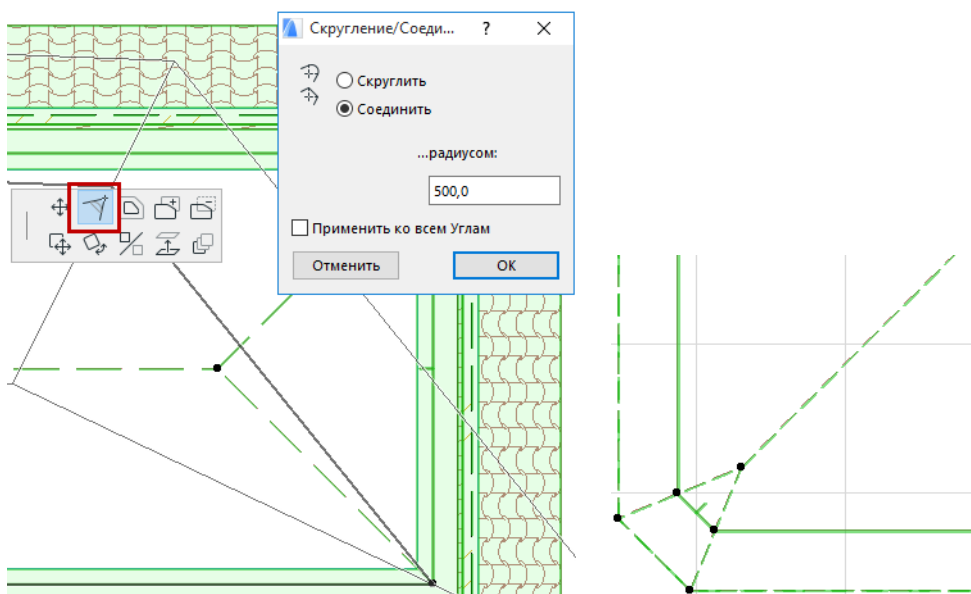 Скругление/Соеди...
?
Скруглить
Соединить
...радиусом:
500,0
Применить ко всем Углам
Отменить
OK